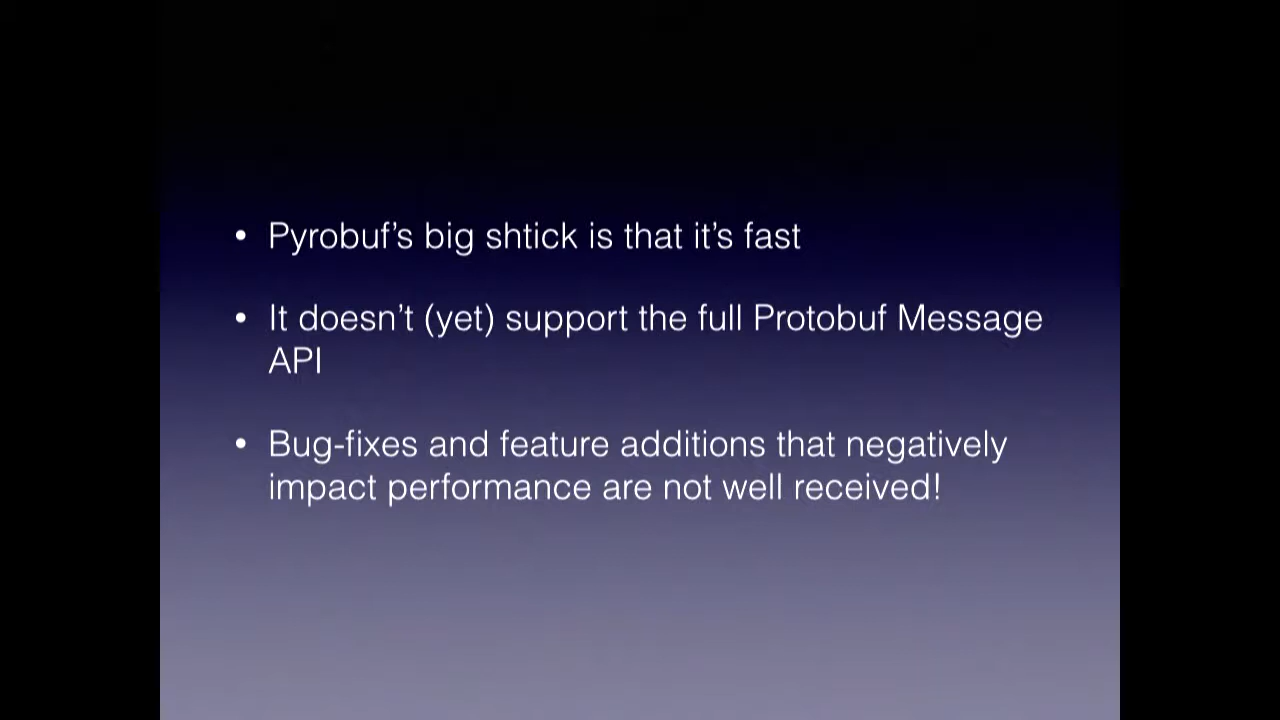 • Pyrobuf’s big shtick is that it’s fast
• It doesn’t (yet) support the full Protobuf Message
API
• Bug-fixes and feature additions that negatively
impact performance are not well received!